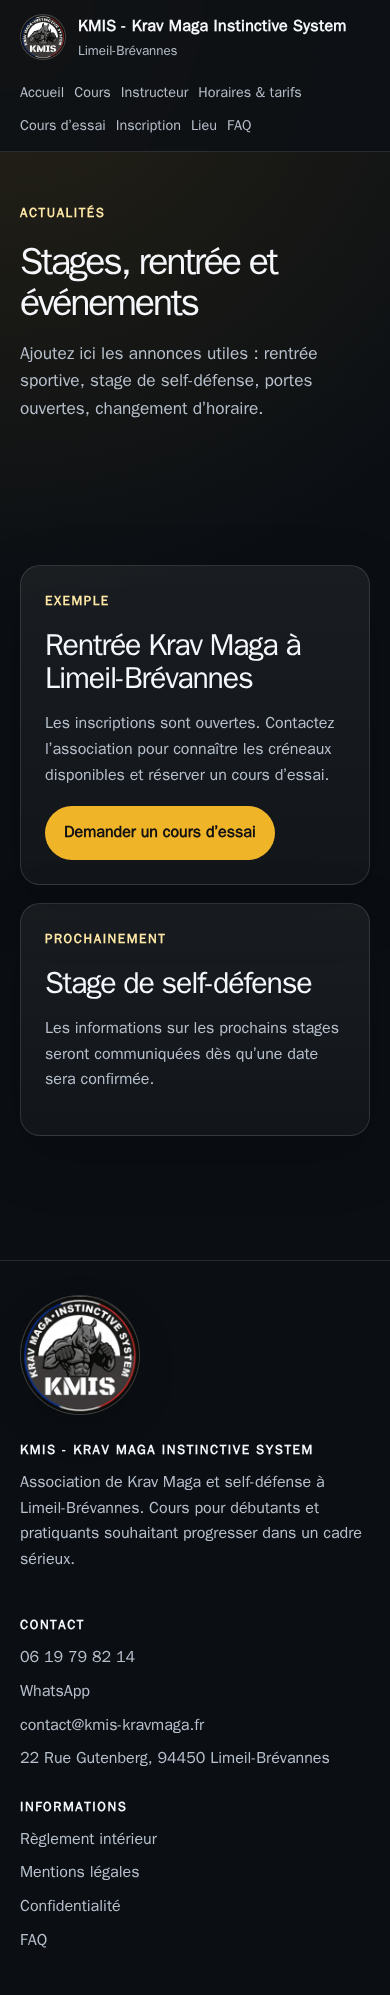 KMIS - Krav Maga Instinctive System
Limeil-Brévannes
Accueil Cours Instructeur Horaires & tarifs
Cours d'essai Inscription Lieu FAQ
ACTUALITÉS
Stages, rentrée et
événements
Ajoutez ici les annonces utiles : rentrée
sportive, stage de self-défense, portes
ouvertes, changement d'horaire.
EXEMPLE
Rentrée Krav Maga à
Limeil-Brévannes
Les inscriptions sont ouvertes. Contactez
l'association pour connaître les créneaux
disponibles et réserver un cours d'essai.
Demander un cours d'essai
PROCHAINEMENT
Stage de self-défense
Les informations sur les prochains stages
seront communiquées dès qu'une date
sera confirmée.
KRAV MAGA•INSTINCTIVE SYSTEM
KMIS
KMIS - KRAV MAGA INSTINCTIVE SYSTEM
Association de Krav Maga et self-défense à
Limeil-Brévannes. Cours pour débutants et
pratiquants souhaitant progresser dans un cadre
sérieux.
CONTACT
06 19 79 82 14
WhatsApp
contact@kmis-kravmaga.fr
22 Rue Gutenberg, 94450 Limeil-Brévannes
INFORMATIONS
Règlement intérieur
Mentions légales
Confidentialité
FAQ